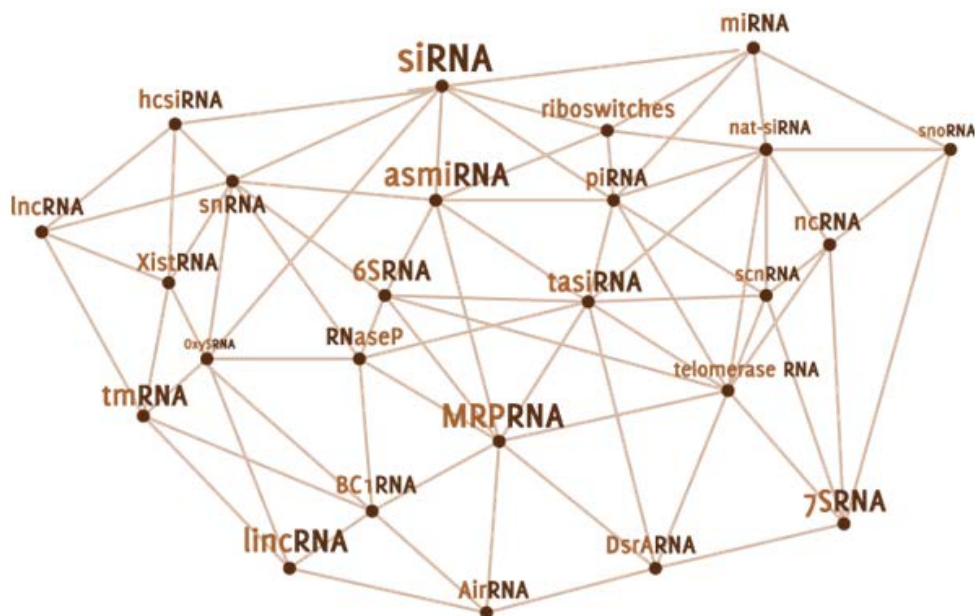 miRNA
siRNA
hcsiRNA
riboswitches
nat-siRNA
snoRNA
asmiRNA
piRNA
snRNA
lncRNA
ncRNA
XistRNA
6SRNA
tasiRNA
scnRNA
OxySRNA
RNaseP
telomerase RNA
tmRNA
MRPRNA
BC1RNA
7SRNA
lincRNA
DsrARNA
AirRNA